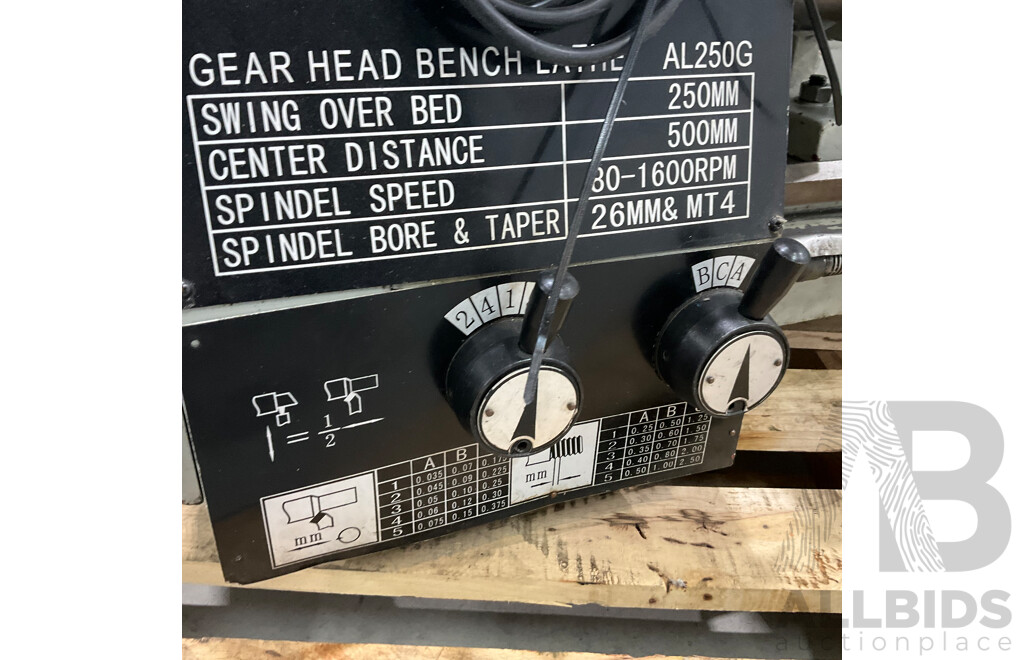 GEAR HEAD BENCH LATHE AL250G
SWING OVER BED 250MM
CENTER DISTANCE 500MM
SPINDEL SPEED 80-1600RPM
SPINDEL BORE & TAPER 26MM& MT4
2 4 1
B C A
= 1/2
A B
1 0.035 0.07 0.175
2 0.045 0.09 0.225
3 0.05 0.10 0.25
4 0.06 0.12 0.30
5 0.075 0.15 0.375
mm
A B C
1 0.25 0.50 1.25
2 0.30 0.60 1.50
3 0.35 0.70 1.75
4 0.40 0.80 2.00
5 0.50 1.00 2.50
mm
AB
ALLBIDS
auctionplace